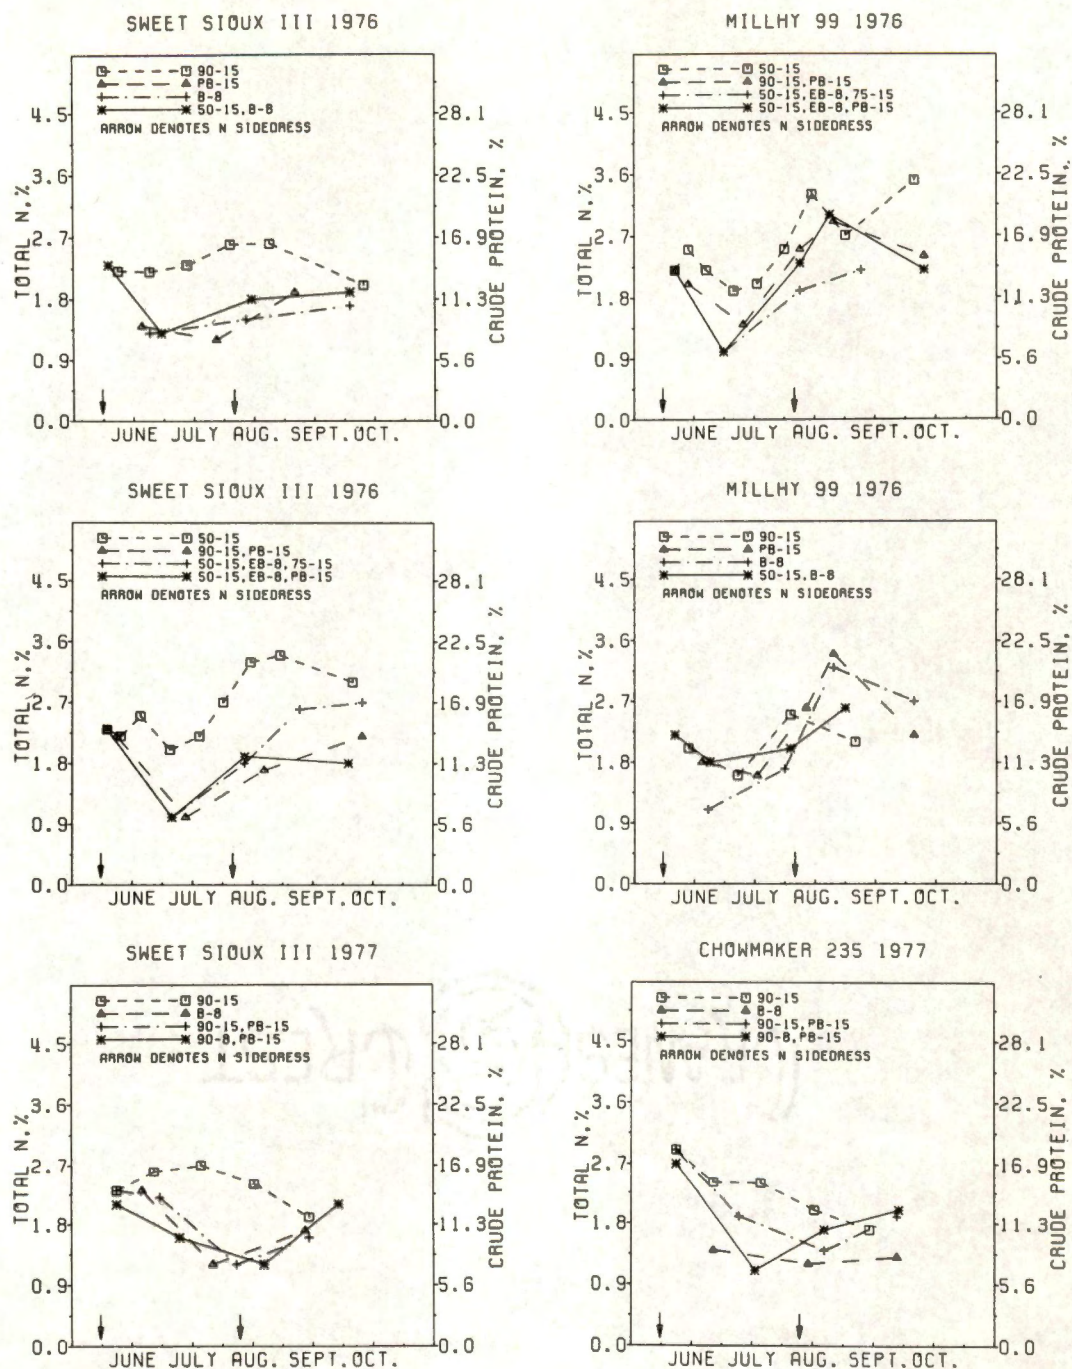 SWEET SIOUX III 1976
90-15
PB-15
B-8
50-15,B-8
ARROW DENOTES N SIDEDRESS
4.5
3.6
2.7
1.8
0.9
0.0
TOTAL N,%
28.1
22.5
16.9
11.3
5.6
0.0
CRUDE PROTEIN, %
JUNE JULY AUG. SEPT.OCT.
MILLHY 99 1976
50-15
90-15,PB-15
50-15,EB-8,75-15
50-15,EB-8,PB-15
ARROW DENOTES N SIDEDRESS
4.5
3.6
2.7
1.8
0.9
0.0
TOTAL N,%
28.1
22.5
16.9
11.3
5.6
0.0
CRUDE PROTEIN, %
JUNE JULY AUG. SEPT.OCT.
SWEET SIOUX III 1976
50-15
90-15,PB-15
50-15,EB-8,75-15
50-15,EB-8,PB-15
ARROW DENOTES N SIDEDRESS
4.5
3.6
2.7
1.8
0.9
0.0
TOTAL N,%
28.1
22.5
16.9
11.3
5.6
0.0
CRUDE PROTEIN, %
JUNE JULY AUG. SEPT.OCT.
MILLHY 99 1976
90-15
PB-15
B-8
50-15,B-8
ARROW DENOTES N SIDEDRESS
4.5
3.6
2.7
1.8
0.9
0.0
TOTAL N,%
28.1
22.5
16.9
11.3
5.6
0.0
CRUDE PROTEIN, %
JUNE JULY AUG. SEPT.OCT.
SWEET SIOUX III 1977
90-15
B-8
90-15,PB-15
90-8,PB-15
ARROW DENOTES N SIDEDRESS
4.5
3.6
2.7
1.8
0.9
0.0
TOTAL N,%
28.1
22.5
16.9
11.3
5.6
0.0
CRUDE PROTEIN, %
JUNE JULY AUG. SEPT.OCT.
CHOWMAKER 235 1977
90-15
B-8
90-15,PB-15
90-8,PB-15
ARROW DENOTES N SIDEDRESS
4.5
3.6
2.7
1.8
0.9
0.0
TOTAL N,%
28.1
22.5
16.9
11.3
5.6
0.0
CRUDE PROTEIN, %
JUNE JULY AUG. SEPT.OCT.